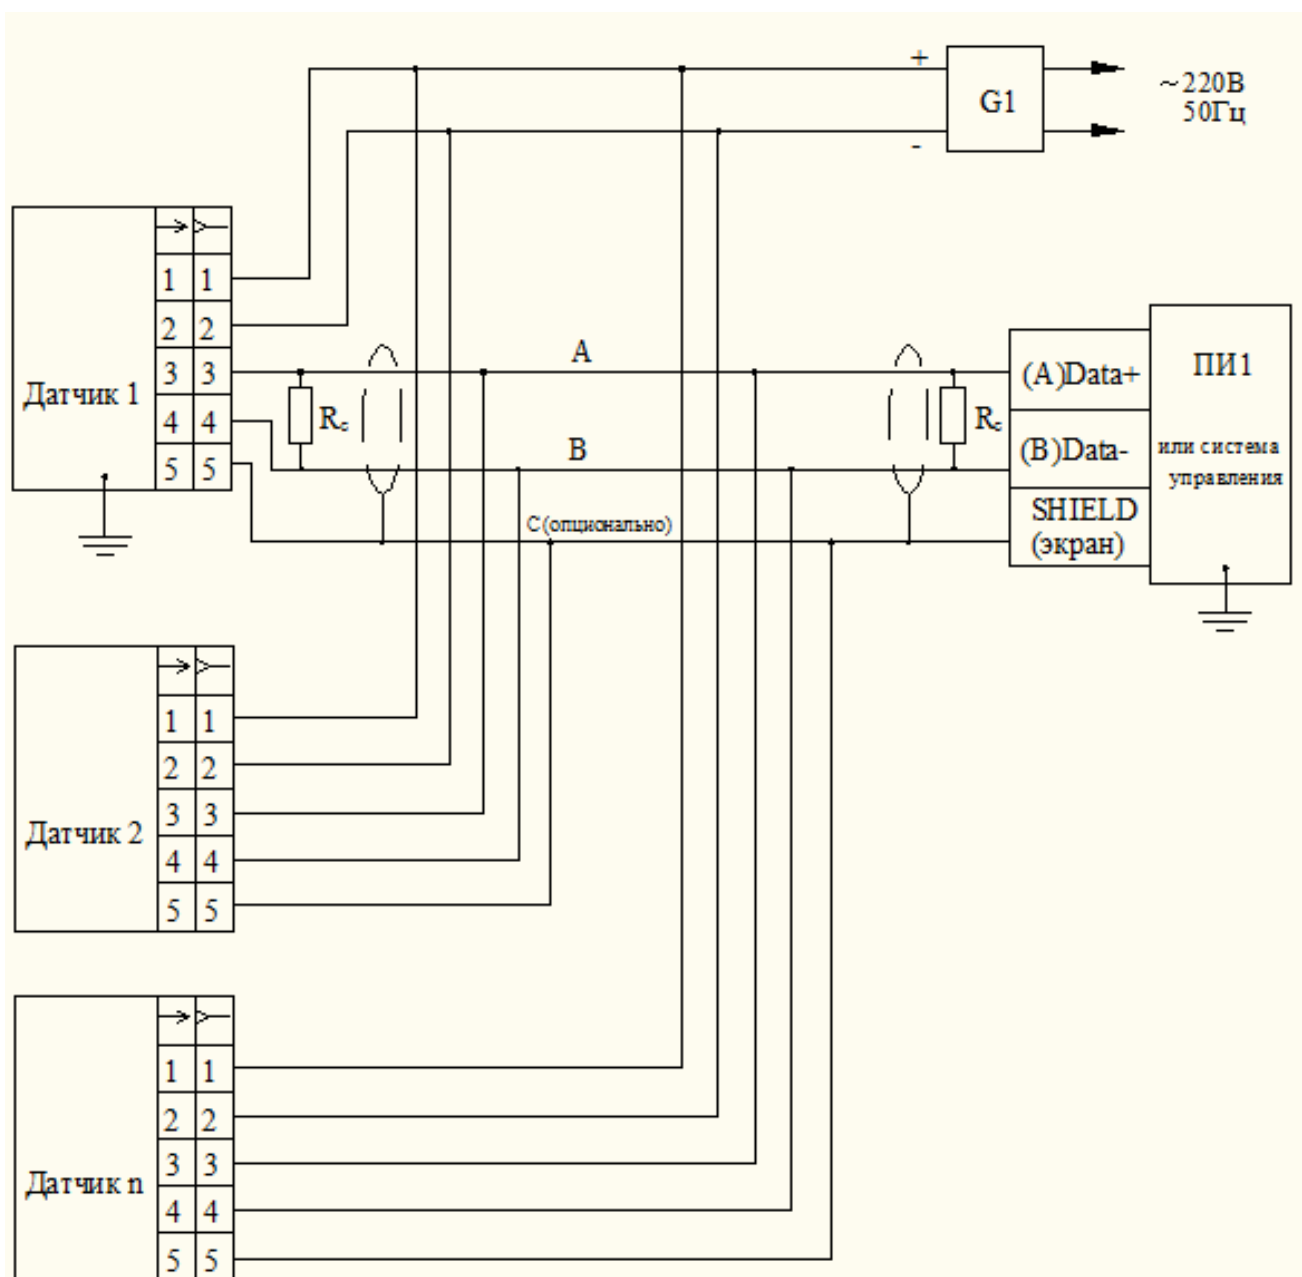 +
G1
-
~220В
50Гц
Датчик 1
1 1
2 2
3 3
4 4
5 5
A
Rc
B
Rc
C(опционально)
(A)Data+
(B)Data-
SHIELD
(экран)
ПИ1
или система
управления
Датчик 2
1 1
2 2
3 3
4 4
5 5
Датчик n
1 1
2 2
3 3
4 4
5 5